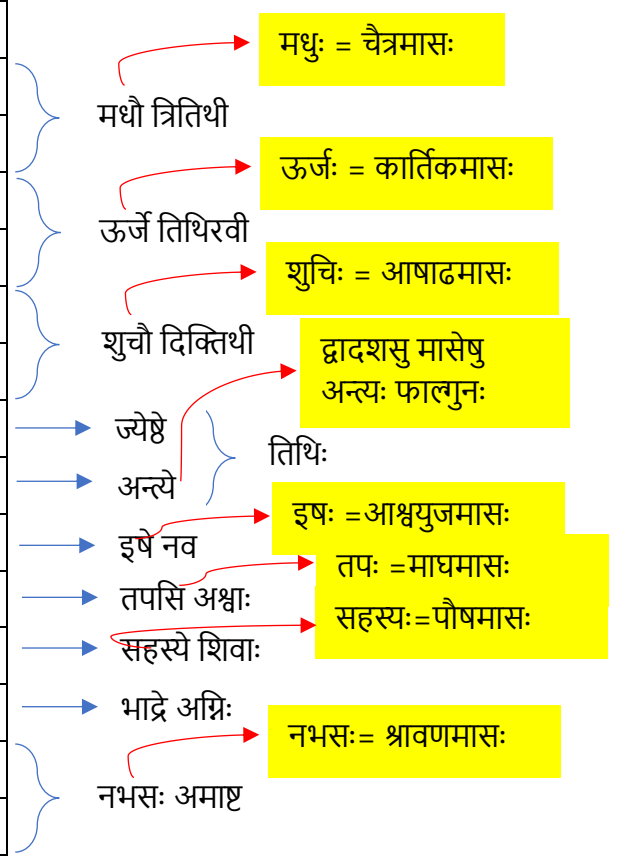 मधुः = चैत्रमासः
मधौ त्रितिथी
ऊर्जः = कार्तिकमासः
ऊर्जे तिथिरवी
शुचिः = आषाढमासः
शुचौ दिक्तिथी
द्वादशसु मासेषु
अन्त्यः फाल्गुनः
ज्येष्ठे
तिथिः
अन्त्ये
इषः =आश्वयुजमासः
इषे नव
तपः =माघमासः
तपसि अश्वाः
सहस्यः=पौषमासः
सहस्ये शिवाः
भाद्रे अग्निः
नभसः= श्रावणमासः
नभसः अमाष्ट